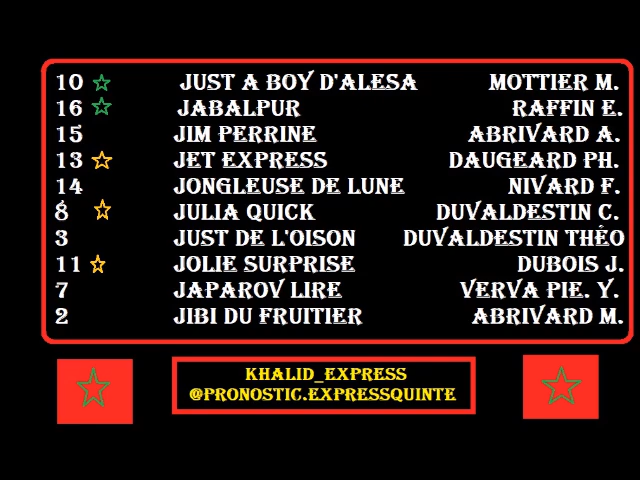 10 JUST A BOY D'ALESA MOTTIER M.
16 JABALPUR RAFFIN E.
15 JIM PERRINE ABRIVARD A.
13 JET EXPRESS DAUGEARD PH.
14 JONGLEUSE DE LUNE NIVARD F.
8 JULIA QUICK DUVALDESTIN C.
3 JUST DE L'OISON DUVALDESTIN THÉO
11 JOLIE SURPRISE DUBOIS J.
7 JAPAROV LIRE VERVA PIE. Y.
2 JIBI DU FRUITIER ABRIVARD M.
KHALID_EXPRESS
@PRONOSTIC.EXPRESSQUINTE